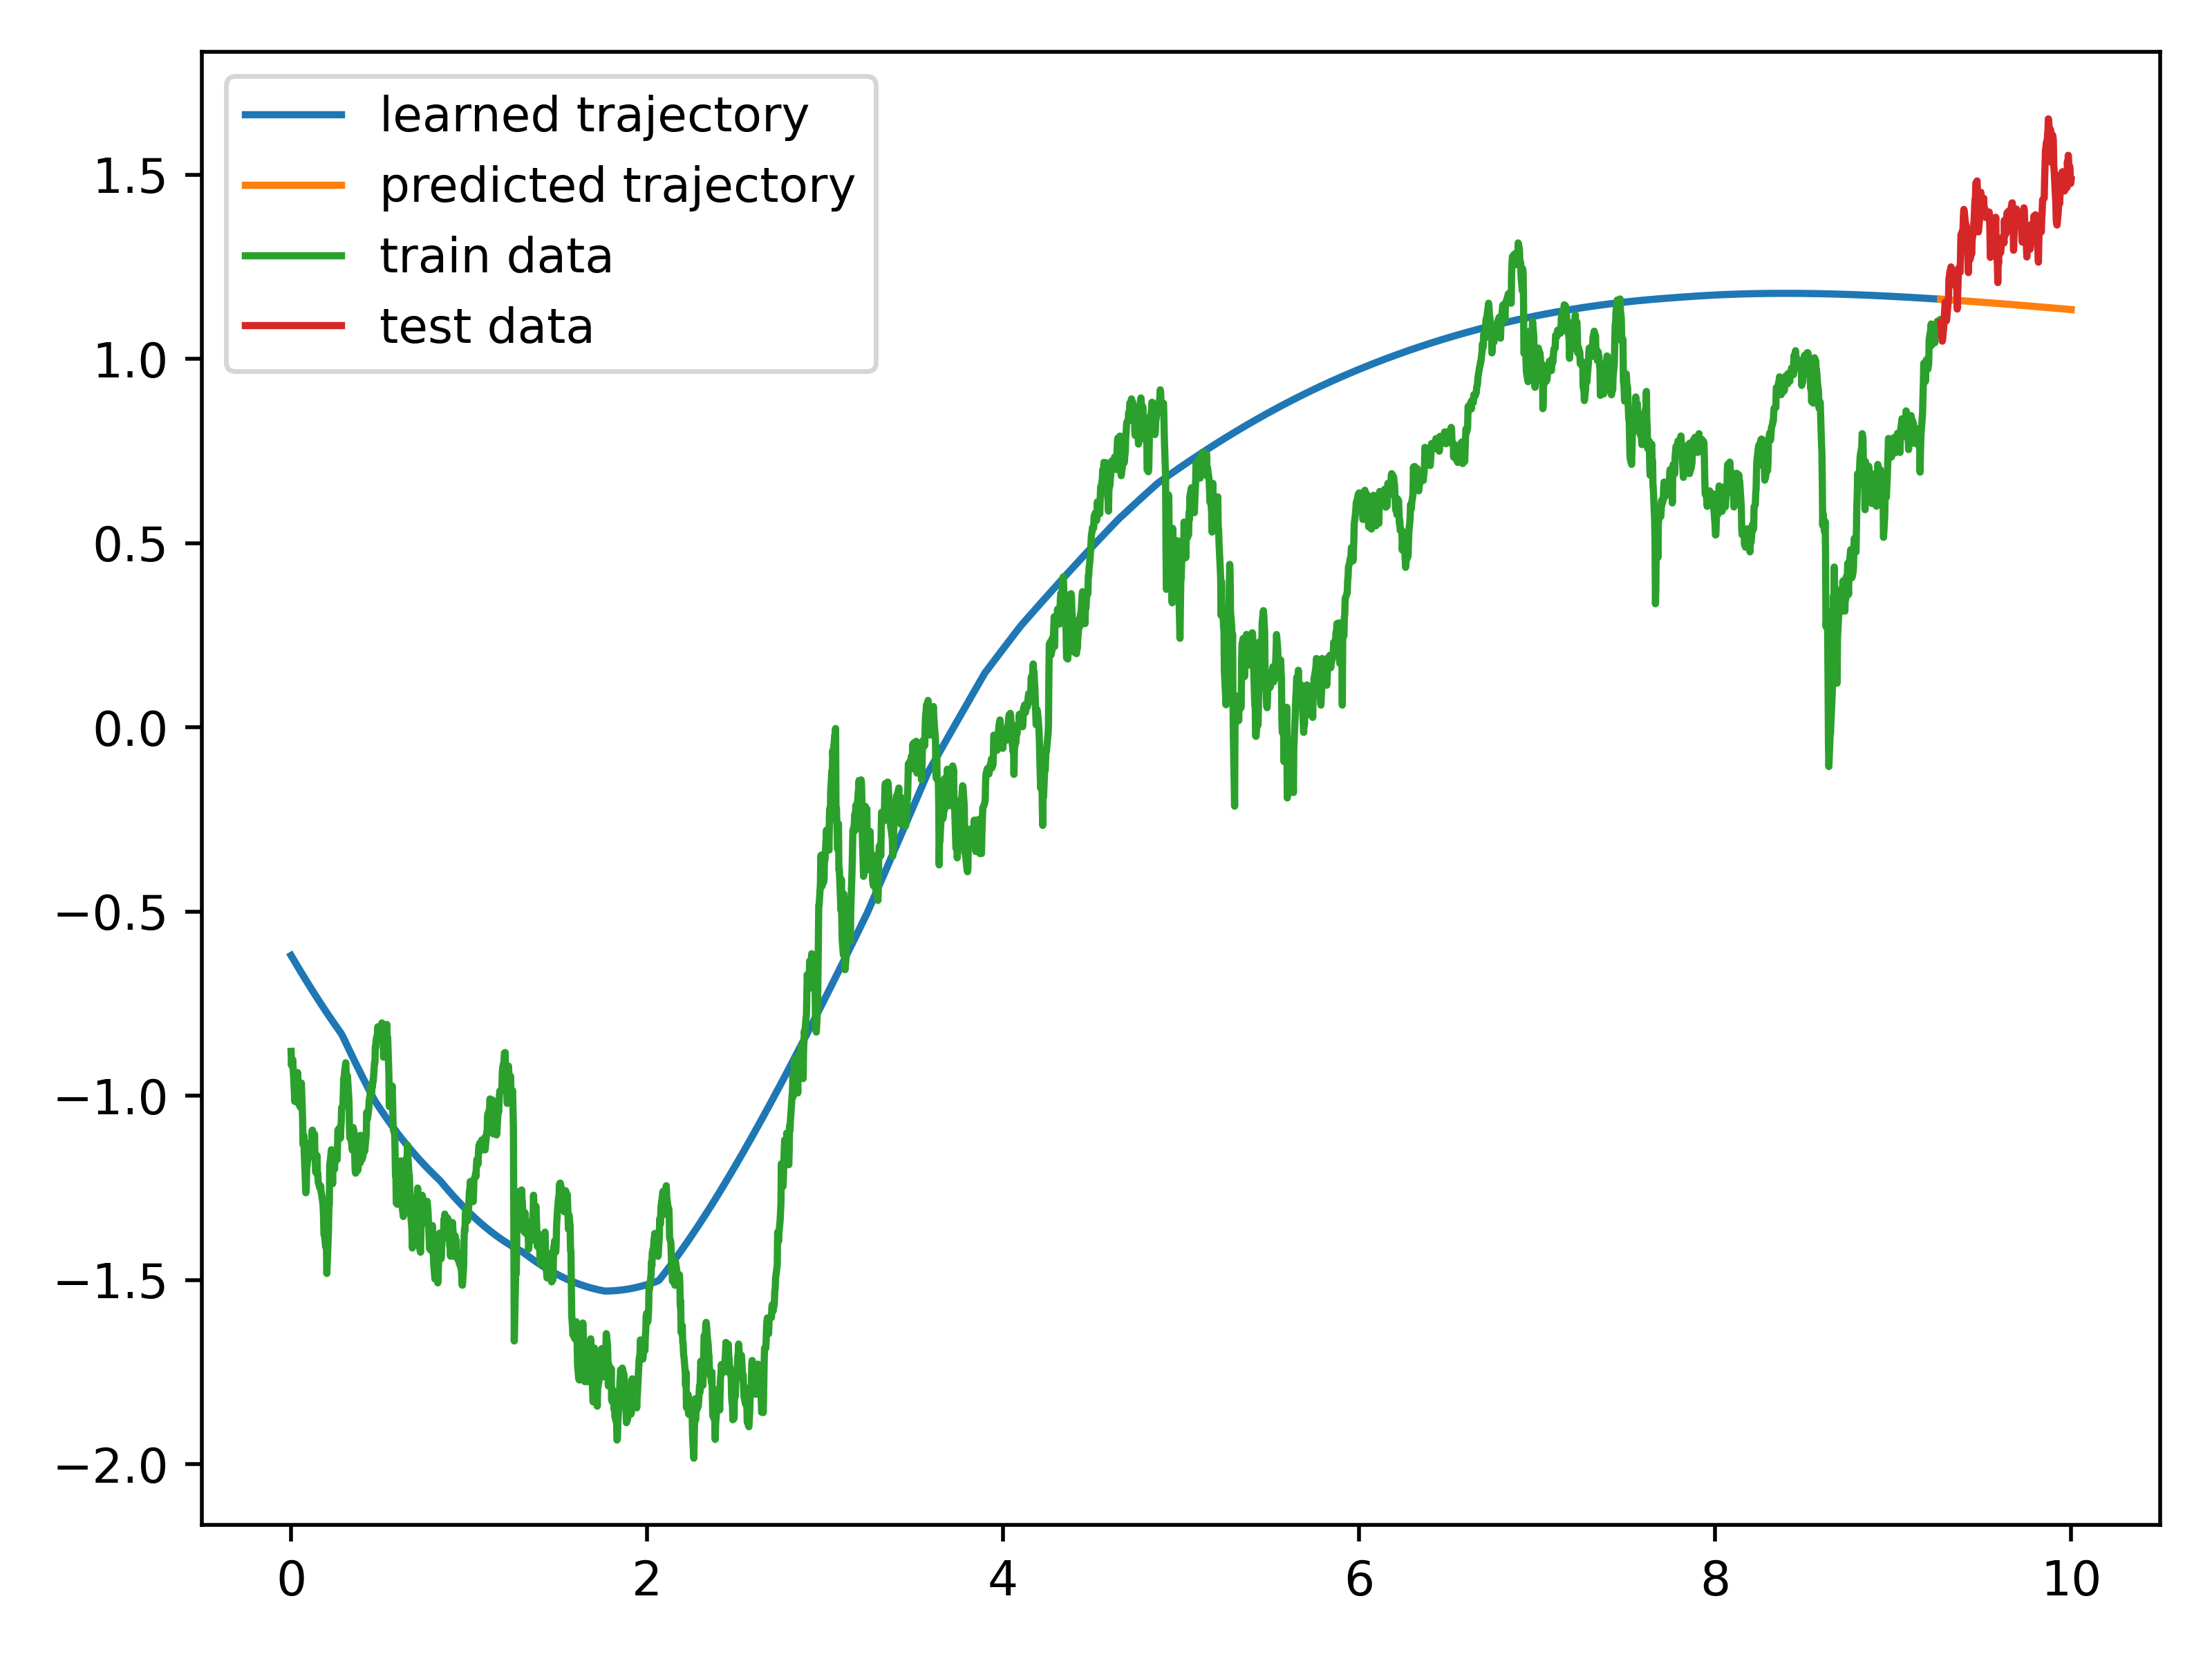 learned trajectory
predicted trajectory
train data
test data
1.5
1.0
0.5
0.0
−0.5
−1.0
−1.5
−2.0
0 2 4 6 8 10